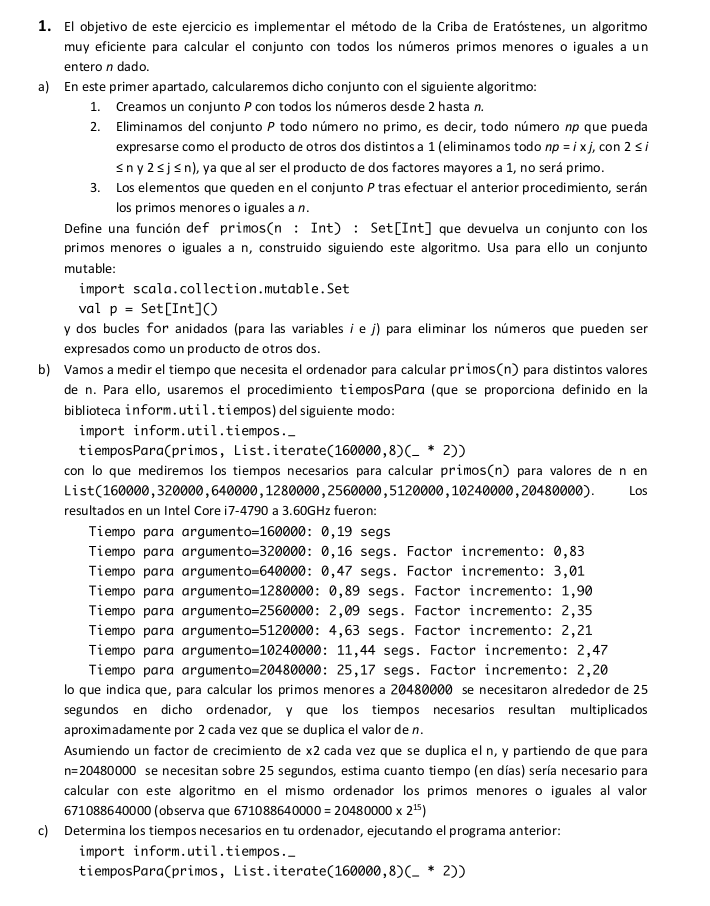 1. El objetivo de este ejercicio es implementar el método de la Criba de Eratóstenes, un algoritmo
muy eficiente para calcular el conjunto con todos los números primos menores o iguales a un
entero n dado.
a) En este primer apartado, calcularemos dicho conjunto con el siguiente algoritmo:
1. Creamos un conjunto P con todos los números desde 2 hasta n.
2. Eliminamos del conjunto P todo número no primo, es decir, todo número np que pueda
expresarse como el producto de otros dos distintos a 1 (eliminamos todo np = i x j, con 2 ≤ i
≤ n y 2 ≤ j ≤ n), ya que al ser el producto de dos factores mayores a 1, no será primo.
3. Los elementos que queden en el conjunto P tras efectuar el anterior procedimiento, serán
los primos menores o iguales a n.
Define una función def primos(n : Int) : Set[Int] que devuelva un conjunto con los
primos menores o iguales a n, construido siguiendo este algoritmo. Usa para ello un conjunto
mutable:
import scala.collection.mutable.Set
val p = Set[Int]()
y dos bucles for anidados (para las variables i e j) para eliminar los números que pueden ser
expresados como un producto de otros dos.
b) Vamos a medir el tiempo que necesita el ordenador para calcular primos(n) para distintos valores
de n. Para ello, usaremos el procedimiento tiemposPara (que se proporciona definido en la
biblioteca inform.util.tiempos) del siguiente modo:
import inform.util.tiempos._
tiemposPara(primos, List.iterate(160000,8)(_ * 2))
con lo que mediremos los tiempos necesarios para calcular primos(n) para valores de n en
List(160000,320000,640000,1280000,2560000,5120000,10240000,20480000). Los
resultados en un Intel Core i7-4790 a 3.60GHz fueron:
Tiempo para argumento=160000: 0,19 segs
Tiempo para argumento=320000: 0,16 segs. Factor incremento: 0,83
Tiempo para argumento=640000: 0,47 segs. Factor incremento: 3,01
Tiempo para argumento=1280000: 0,89 segs. Factor incremento: 1,90
Tiempo para argumento=2560000: 2,09 segs. Factor incremento: 2,35
Tiempo para argumento=5120000: 4,63 segs. Factor incremento: 2,21
Tiempo para argumento=10240000: 11,44 segs. Factor incremento: 2,47
Tiempo para argumento=20480000: 25,17 segs. Factor incremento: 2,20
lo que indica que, para calcular los primos menores a 20480000 se necesitaron alrededor de 25
segundos en dicho ordenador, y que los tiempos necesarios resultan multiplicados
aproximadamente por 2 cada vez que se duplica el valor de n.
Asumiendo un factor de crecimiento de x2 cada vez que se duplica el n, y partiendo de que para
n=20480000 se necesitan sobre 25 segundos, estima cuanto tiempo (en días) sería necesario para
calcular con este algoritmo en el mismo ordenador los primos menores o iguales al valor
671088640000 (observa que 671088640000 = 20480000 x 2¹⁵)
c) Determina los tiempos necesarios en tu ordenador, ejecutando el programa anterior:
import inform.util.tiempos._
tiemposPara(primos, List.iterate(160000,8)(_ * 2))